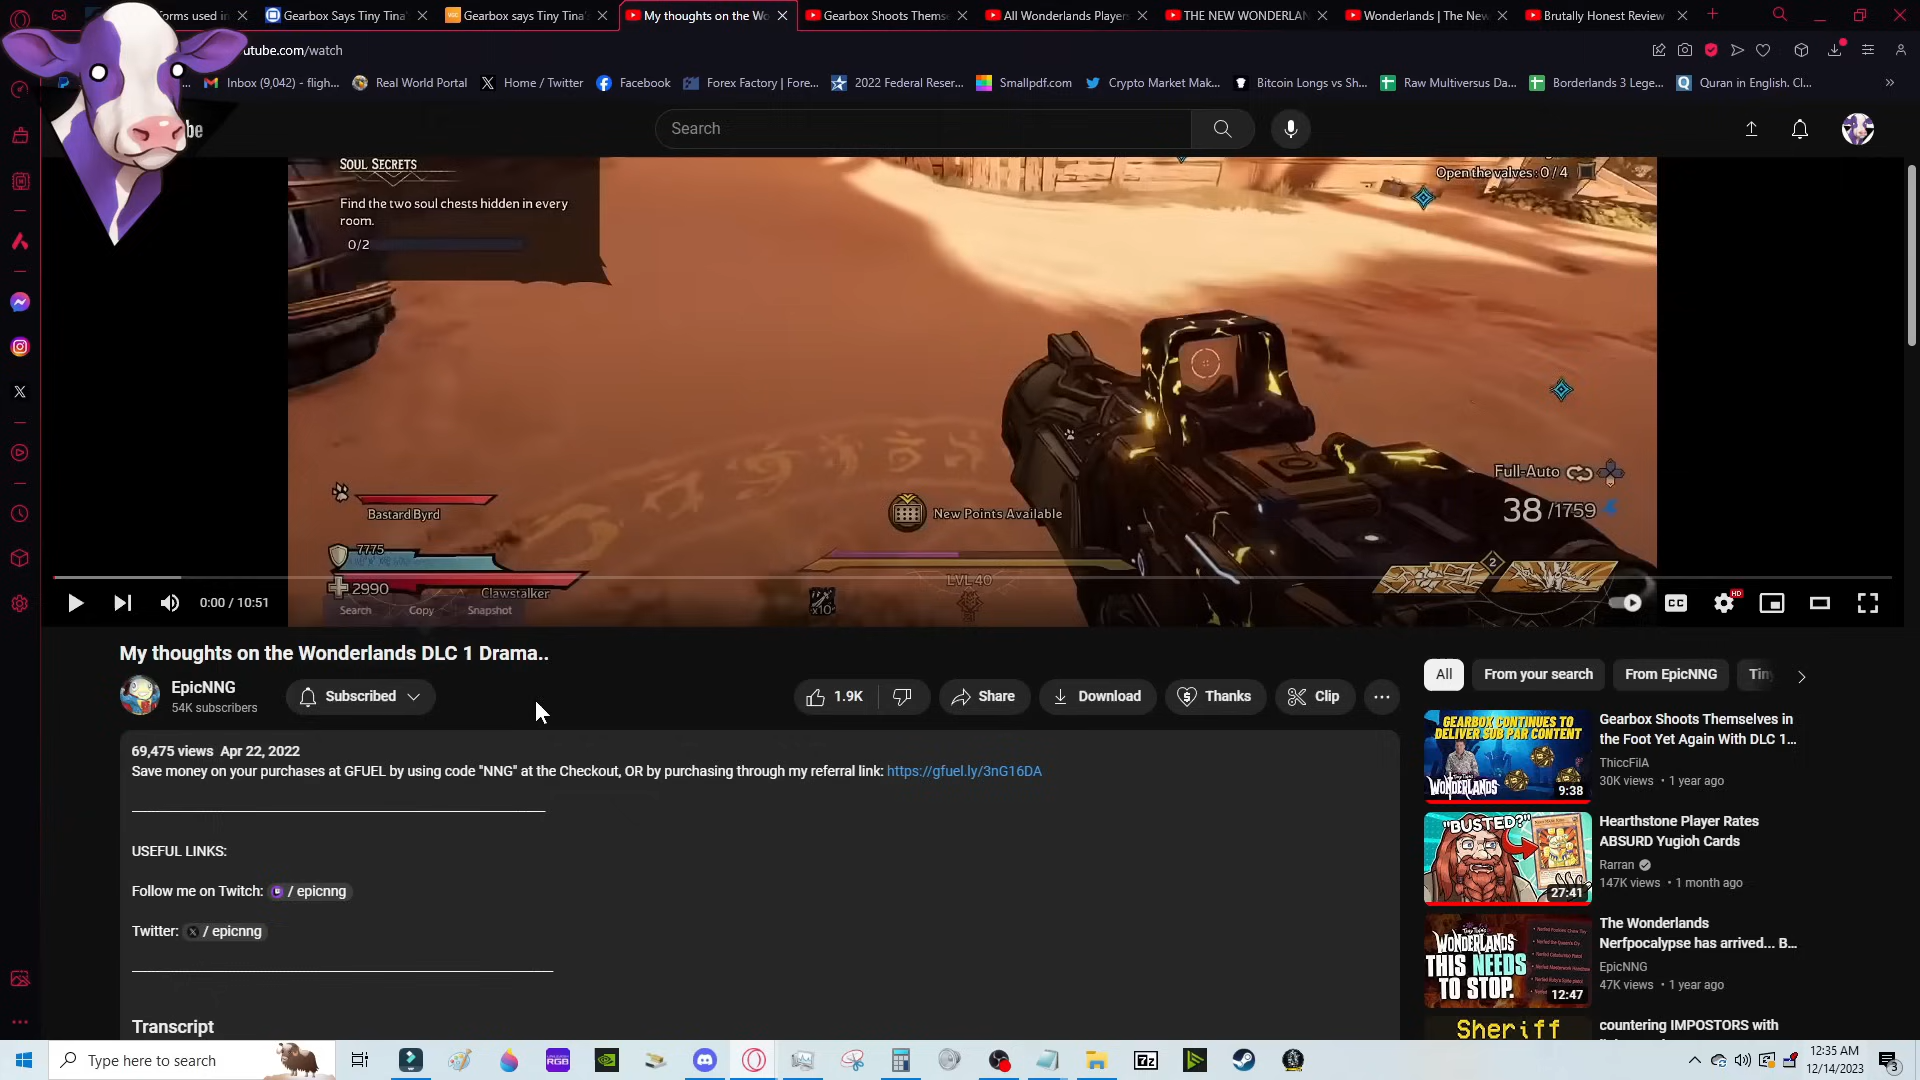 orms used in
Gearbox Says Tiny Tina'
Gearbox says Tiny Tina'
My thoughts on the Wo
Gearbox Shoots Themse
All Wonderlands Player
THE NEW WONDERLAN
Wonderlands | The New
Brutally Honest Review
utube.com/watch
Inbox (9,042) - fligh...
Real World Portal
Home / Twitter
Facebook
Forex Factory | Fore...
2022 Federal Reser...
Smallpdf.com
Crypto Market Mak...
Bitcoin Longs vs Sh...
Raw Multiversus Da...
Borderlands 3 Lege...
Quran in English. Cl...
be
Search
SOUL SECRETS
Find the two soul chests hidden in every
room.
0/2
Open the valves: 0 / 4
Full-Auto
38 /1759
Bastard Byrd
New Points Available
7775
2990
Clawstalker
LVL 40
x10
2
Search Copy Snapshot
0:00 / 10:51
CC
HD
My thoughts on the Wonderlands DLC 1 Drama..
EpicNNG
54K subscribers
Subscribed
1.9K
Share
Download
Thanks
Clip
69,475 views Apr 22, 2022
Save money on your purchases at GFUEL by using code "NNG" at the Checkout, OR by purchasing through my referral link: https://gfuel.ly/3nG16DA
USEFUL LINKS:
Follow me on Twitch: / epicnng
Twitter: / epicnng
Transcript
All
From your search
From EpicNNG
Tin
GEARBOX CONTINUES TO
DELIVER SUB PAR CONTENT
WONDERLANDS
9:38
Gearbox Shoots Themselves in
the Foot Yet Again With DLC 1...
ThiccFilA
30K views • 1 year ago
"BUSTED?"
27:41
Hearthstone Player Rates
ABSURD Yugioh Cards
Rarran
147K views • 1 month ago
WONDERLANDS
THIS NEEDS
TO STOP.
12:47
The Wonderlands
Nerfpocalypse has arrived... B...
EpicNNG
47K views • 1 year ago
Sheriff
countering IMPOSTORS with
Type here to search
RGB
7z
12:35 AM
12/14/2023
3